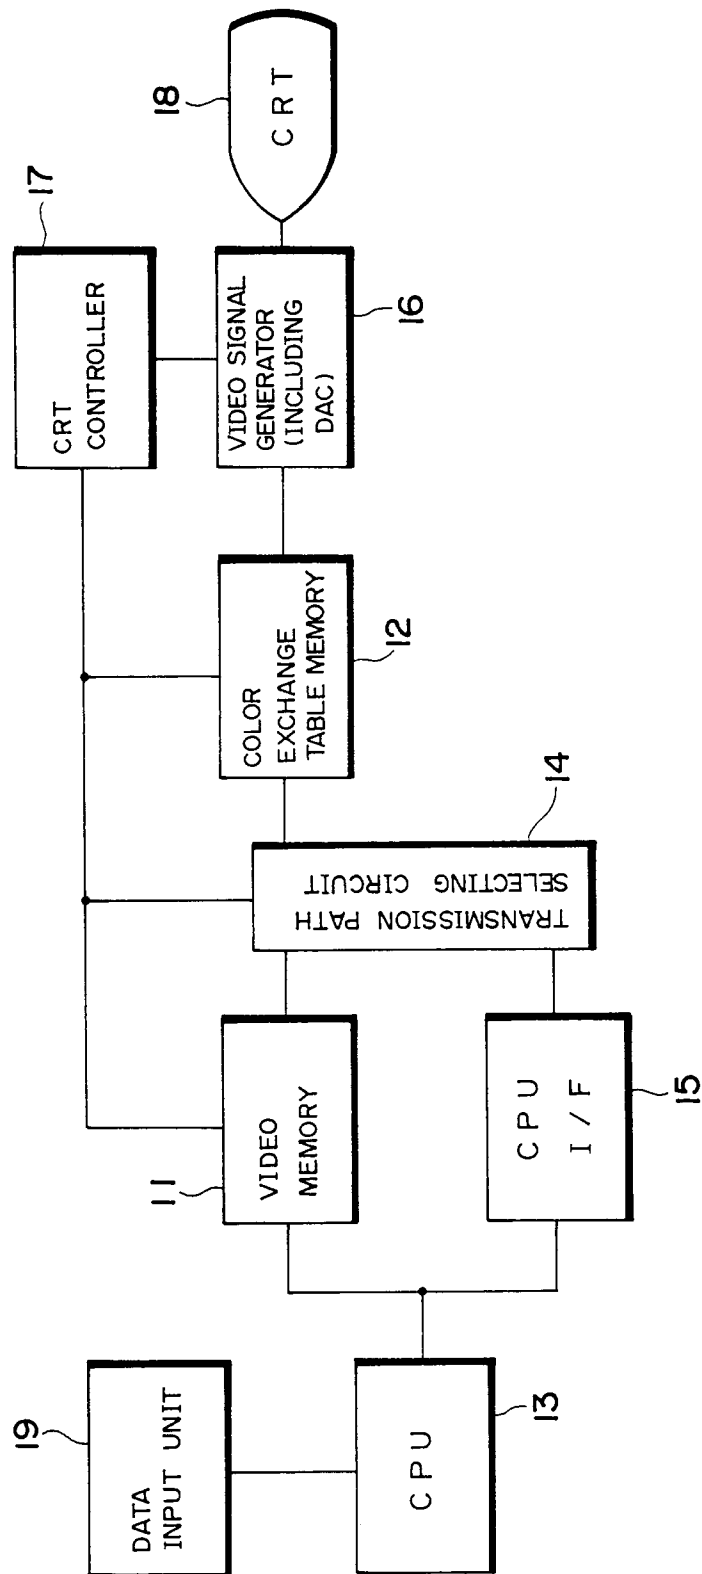 19
DATA
INPUT UNIT
CPU
13
11
VIDEO
MEMORY
CPU
I/F
15
TRANSMISSION PATH
SELECTING CIRCUIT
14
COLOR
EXCHANGE
TABLE MEMORY
12
CRT
CONTROLLER
17
VIDEO SIGNAL
GENERATOR
(INCLUDING
DAC)
16
18
CRT